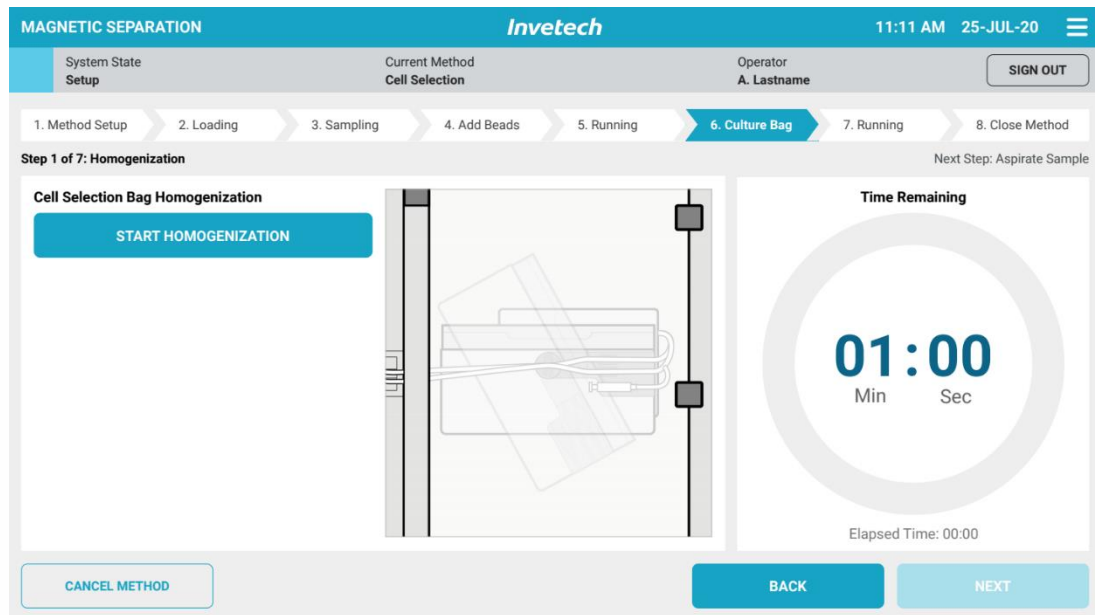 MAGNETIC SEPARATION
Invetech
11:11 AM 25-JUL-20
System State
Setup
Current Method
Cell Selection
Operator
A. Lastname
SIGN OUT
1. Method Setup
2. Loading
3. Sampling
4. Add Beads
5. Running
6. Culture Bag
7. Running
8. Close Method
Step 1 of 7: Homogenization
Next Step: Aspirate Sample
Cell Selection Bag Homogenization
START HOMOGENIZATION
Time Remaining
01:00
Min Sec
Elapsed Time: 00:00
CANCEL METHOD
BACK
NEXT